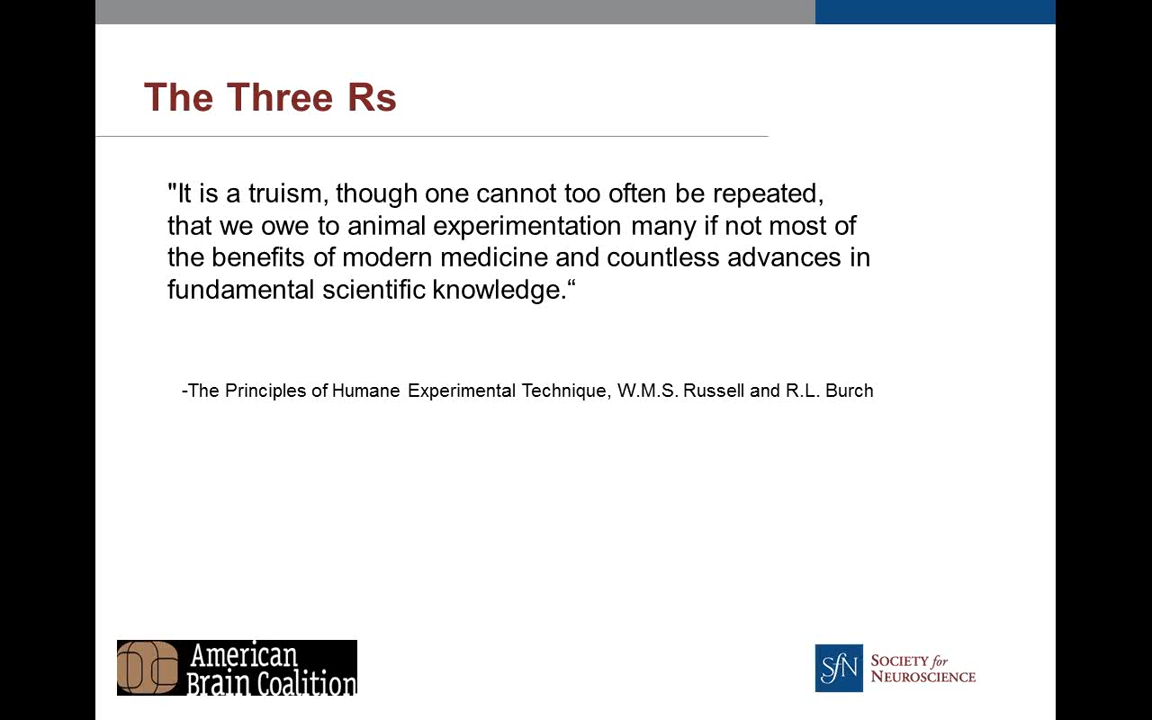 The Three Rs
"It is a truism, though one cannot too often be repeated,
that we owe to animal experimentation many if not most of
the benefits of modern medicine and countless advances in
fundamental scientific knowledge.“
-The Principles of Humane Experimental Technique, W.M.S. Russell and R.L. Burch
American
Brain Coalition
SfN
SOCIETY for
NEUROSCIENCE